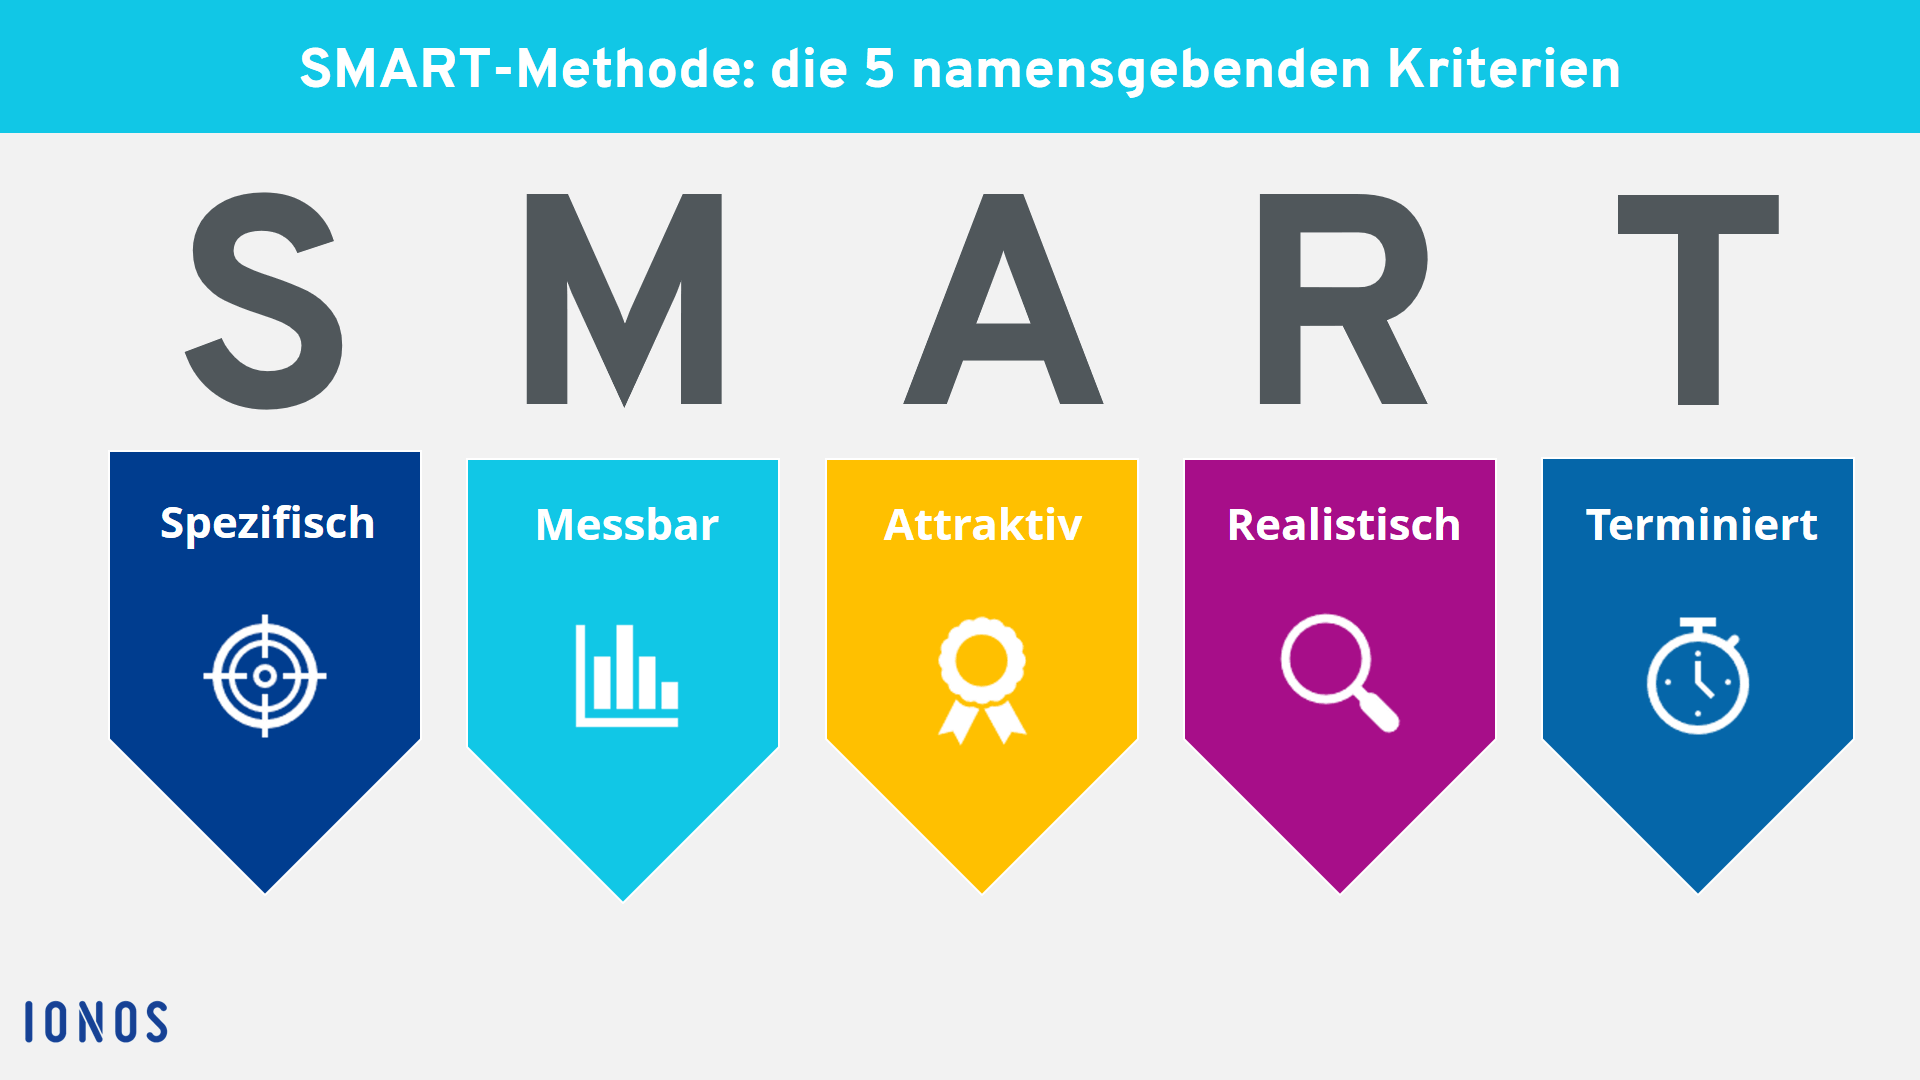 SMART-Methode: die 5 namensgebenden Kriterien
S M A R T
Spezifisch
Messbar
Attraktiv
Realistisch
Terminiert
IONOS